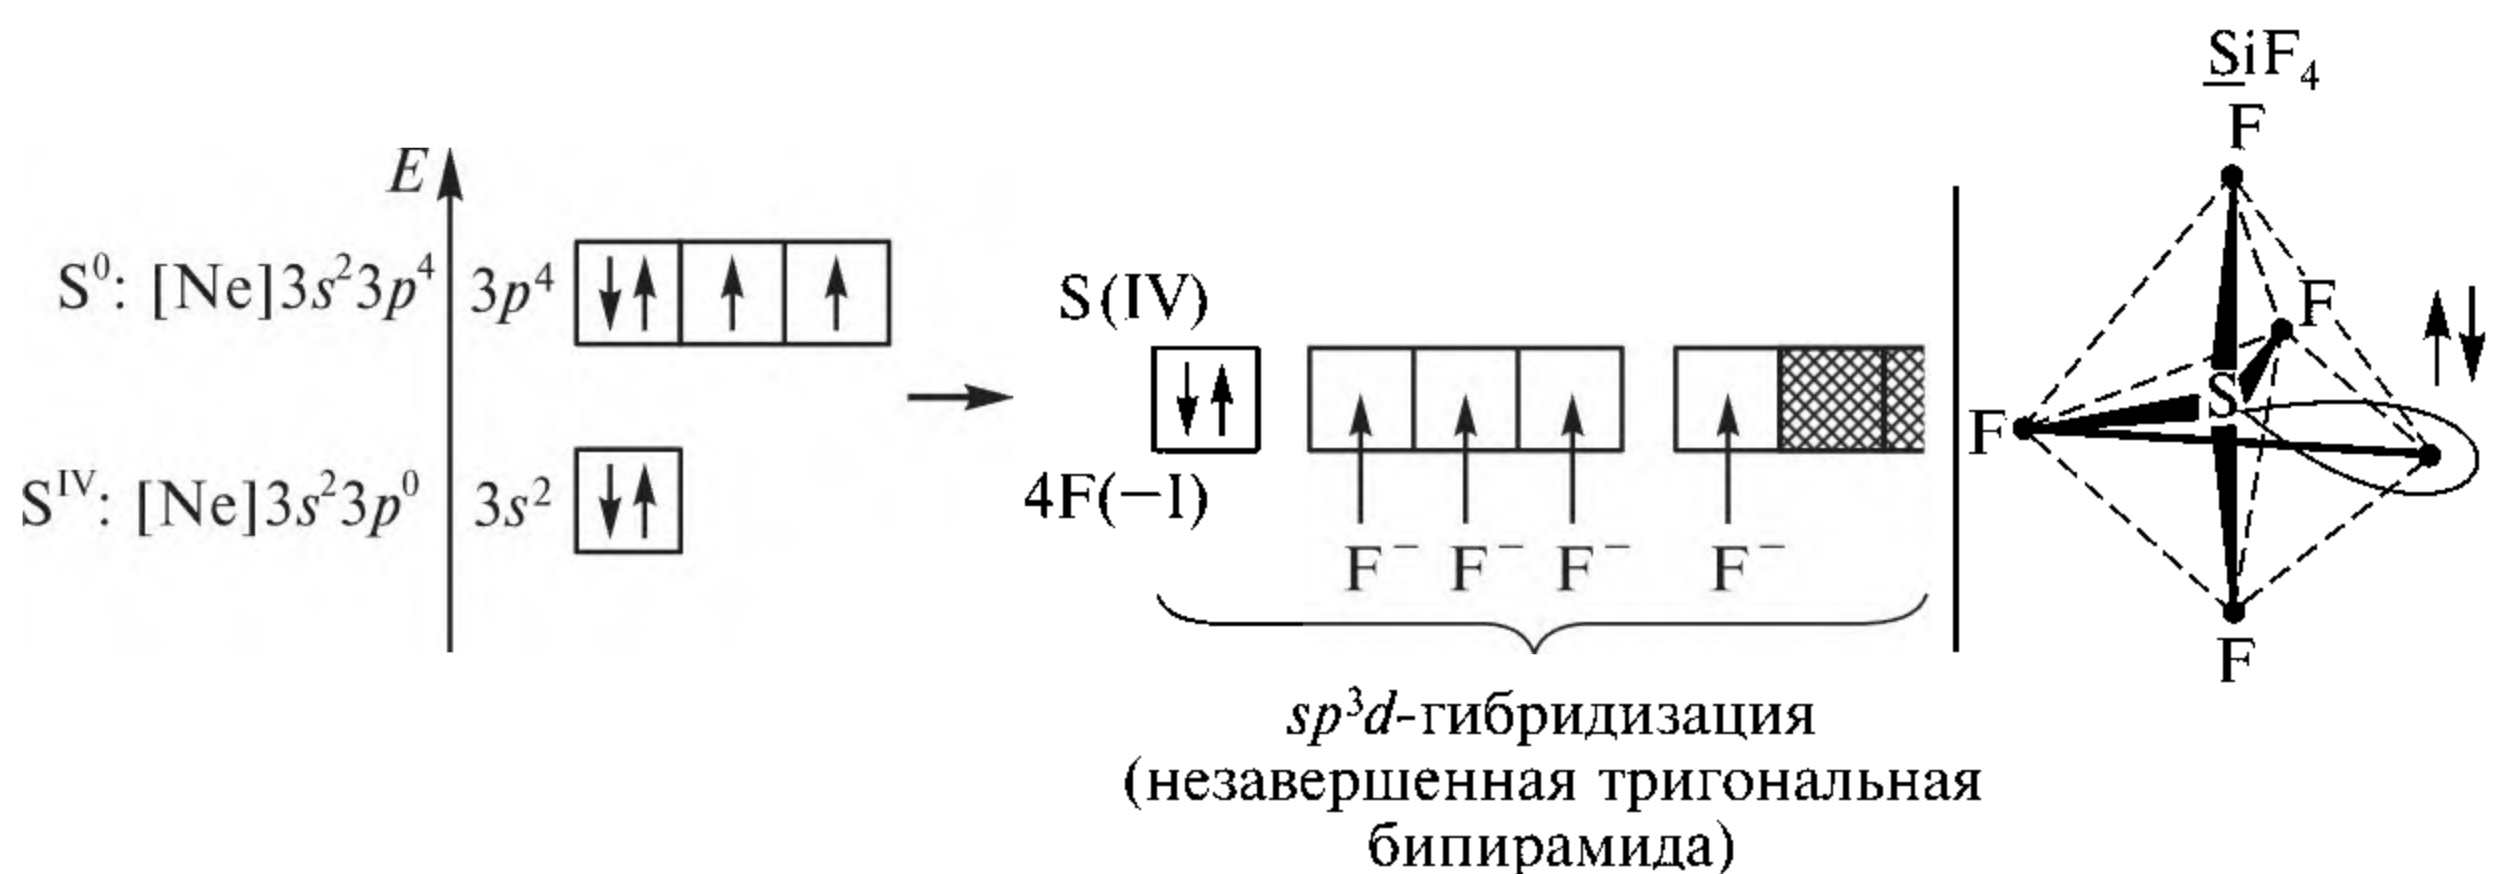 E
S⁰: [Ne]3s²3p⁴ 3p⁴
Sᴵⱽ: [Ne]3s²3p⁰ 3s²
S(IV)
4F(−I)
F⁻ F⁻ F⁻ F⁻
sp³d-гибридизация
(незавершенная тригональная
бипирамида)
SiF₄
F
F
S
F
F